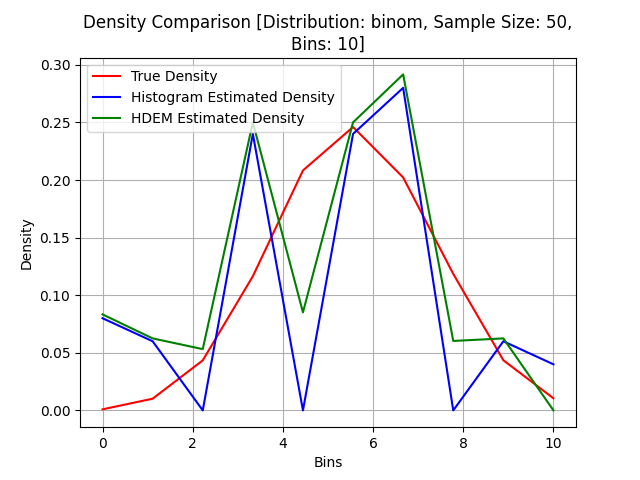 Density Comparison [Distribution: binom, Sample Size: 50,
Bins: 10]
True Density
Histogram Estimated Density
HDEM Estimated Density
Density
0.30
0.25
0.20
0.15
0.10
0.05
0.00
0 2 4 6 8 10
Bins